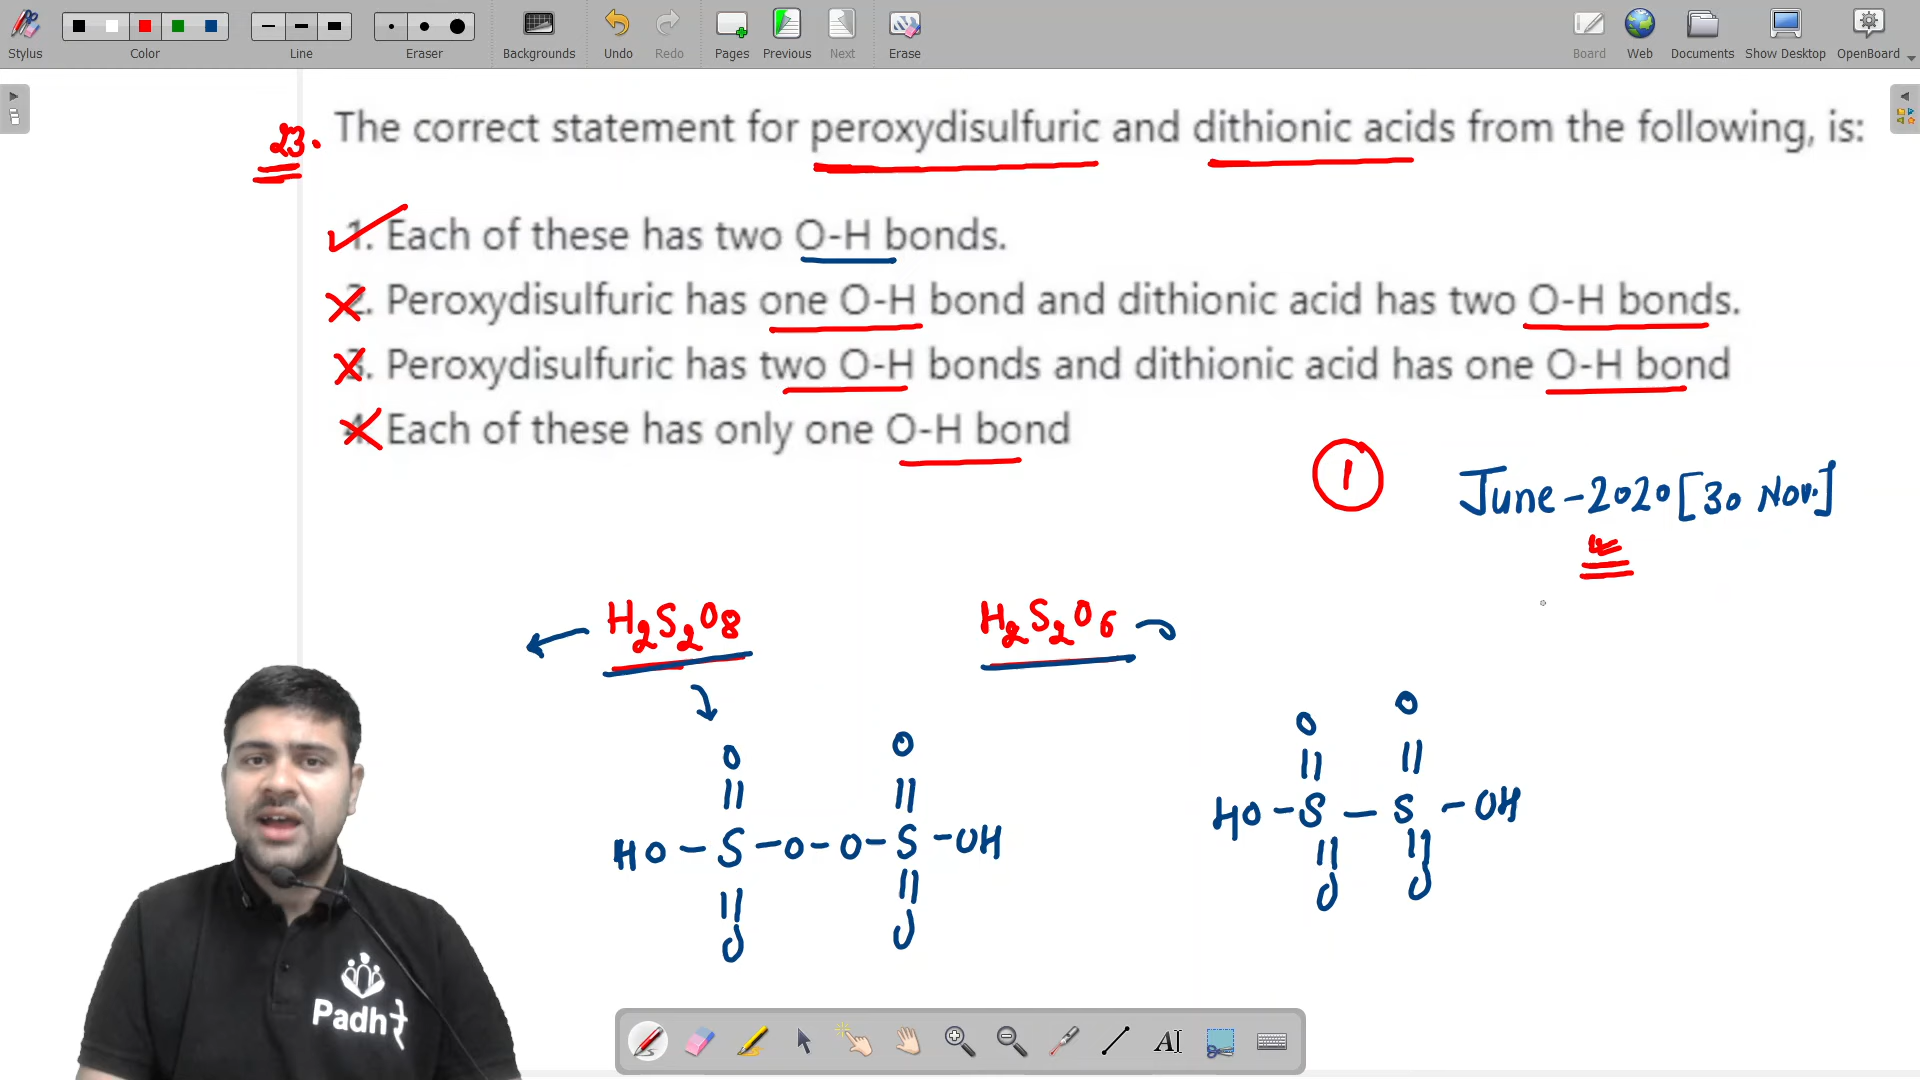 Stylus
Color
Line
Eraser
Backgrounds
Undo
Redo
Pages
Previous
Next
Erase
Board
Web
Documents
Show Desktop
OpenBoard
23. The correct statement for peroxydisulfuric and dithionic acids from the following, is:
1. Each of these has two O-H bonds.
2. Peroxydisulfuric has one O-H bond and dithionic acid has two O-H bonds.
3. Peroxydisulfuric has two O-H bonds and dithionic acid has one O-H bond
4. Each of these has only one O-H bond
1
June-2020 [30 Nov.]
H2S2O8
H2S2O6
O O
|| ||
HO-S-O-O-S-OH
|| ||
O O
O O
|| ||
HO-S-S-OH
|| ||
O O
Padhरे
AI